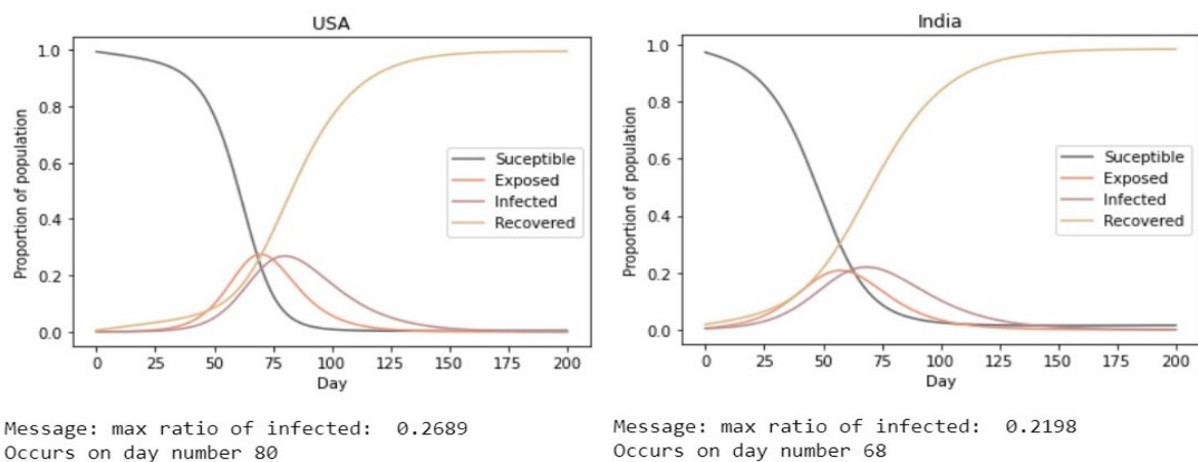 USA
1.0
0.8
0.6
0.4
0.2
0.0
Proportion of population
Suceptible
Exposed
Infected
Recovered
0 25 50 75 100 125 150 175 200
Day
Message: max ratio of infected: 0.2689
Occurs on day number 80
India
1.0
0.8
0.6
0.4
0.2
0.0
Proportion of population
Suceptible
Exposed
Infected
Recovered
0 25 50 75 100 125 150 175 200
Day
Message: max ratio of infected: 0.2198
Occurs on day number 68